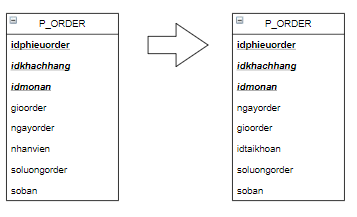 P_ORDER
idphieuorder
idkhachhang
idmonan
gioorder
ngayorder
nhanvien
soluongorder
soban
P_ORDER
idphieuorder
idkhachhang
idmonan
ngayorder
gioorder
idtaikhoan
soluongorder
soban